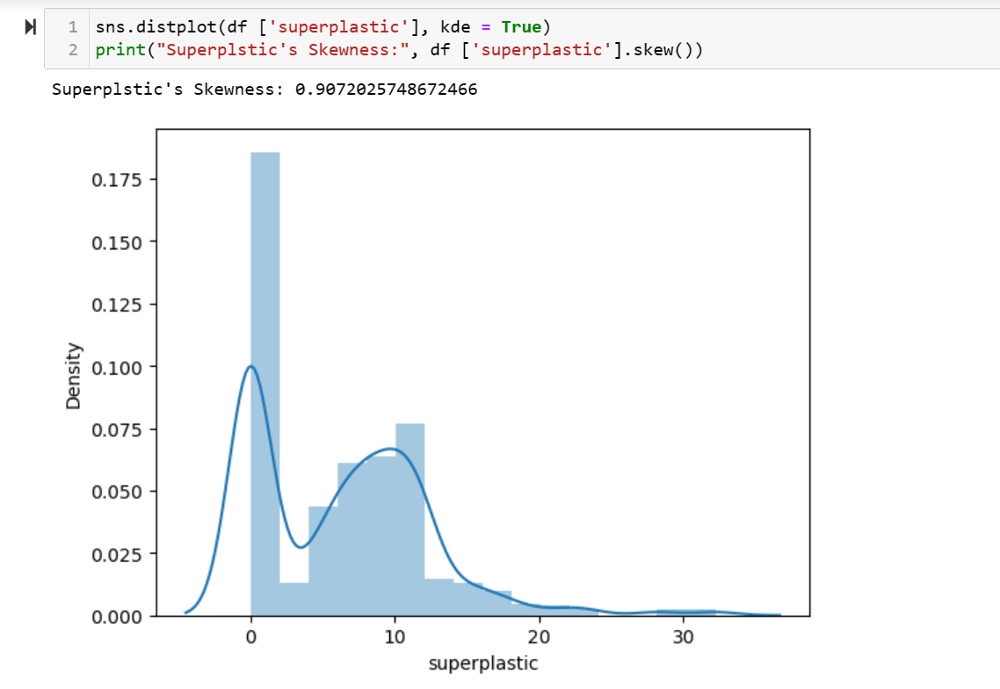 1 sns.distplot(df ['superplastic'], kde = True)
2 print("Superplstic's Skewness:", df ['superplastic'].skew())
Superplstic's Skewness: 0.9072025748672466
0.175
0.150
0.125
0.100
0.075
0.050
0.025
0.000
Density
0 10 20 30
superplastic